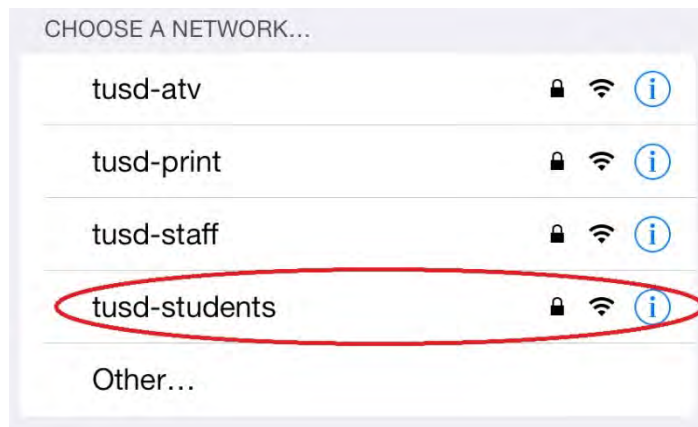 CHOOSE A NETWORK...
tusd-atv
tusd-print
tusd-staff
tusd-students
Other...